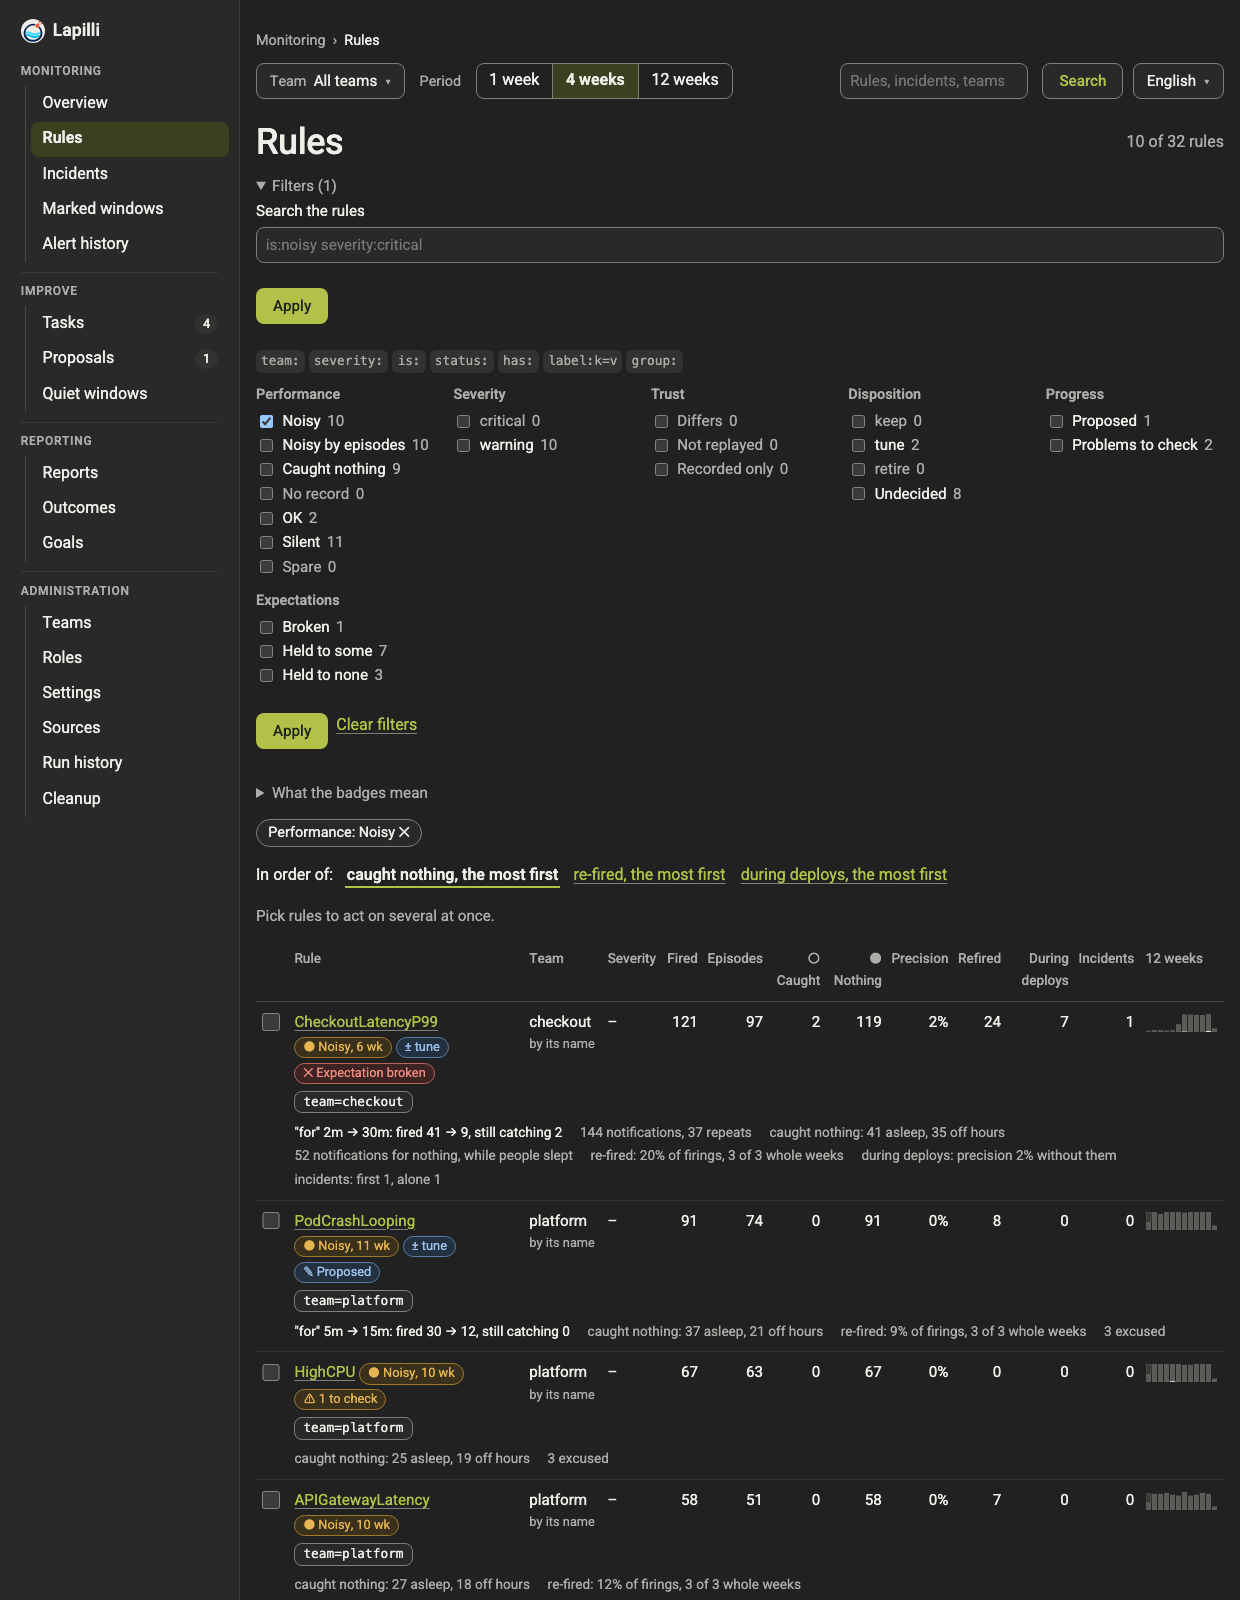 Lapilli
MONITORING
Overview
Rules
Incidents
Marked windows
Alert history
IMPROVE
Tasks 4
Proposals 1
Quiet windows
REPORTING
Reports
Outcomes
Goals
ADMINISTRATION
Teams
Roles
Settings
Sources
Run history
Cleanup
Monitoring › Rules
Team All teams ▾ Period 1 week 4 weeks 12 weeks Rules, incidents, teams Search English ▾
Rules
10 of 32 rules
▼ Filters (1)
Search the rules
is:noisy severity:critical
Apply
team: severity: is: status: has: label:k=v group:
Performance
Noisy 10
Noisy by episodes 10
Caught nothing 9
No record 0
OK 2
Silent 11
Spare 0
Severity
critical 0
warning 10
Trust
Differs 0
Not replayed 0
Recorded only 0
Disposition
keep 0
tune 2
retire 0
Undecided 8
Progress
Proposed 1
Problems to check 2
Expectations
Broken 1
Held to some 7
Held to none 3
Apply Clear filters
▶ What the badges mean
Performance: Noisy ✕
In order of: caught nothing, the most first re-fired, the most first during deploys, the most first
Pick rules to act on several at once.
Rule Team Severity Fired Episodes ○ Caught ● Nothing Precision Refired During deploys Incidents 12 weeks
CheckoutLatencyP99 checkout – 121 97 2 119 2% 24 7 1
by its name
● Noisy, 6 wk ± tune
✕ Expectation broken
team=checkout
"for" 2m → 30m: fired 41 → 9, still catching 2 144 notifications, 37 repeats caught nothing: 41 asleep, 35 off hours
52 notifications for nothing, while people slept re-fired: 20% of firings, 3 of 3 whole weeks during deploys: precision 2% without them
incidents: first 1, alone 1
PodCrashLooping platform – 91 74 0 91 0% 8 0 0
by its name
● Noisy, 11 wk ± tune
✎ Proposed
team=platform
"for" 5m → 15m: fired 30 → 12, still catching 0 caught nothing: 37 asleep, 21 off hours re-fired: 9% of firings, 3 of 3 whole weeks 3 excused
HighCPU ● Noisy, 10 wk platform – 67 63 0 67 0% 0 0 0
by its name
⚠ 1 to check
team=platform
caught nothing: 25 asleep, 19 off hours 3 excused
APIGatewayLatency platform – 58 51 0 58 0% 7 0 0
by its name
● Noisy, 10 wk
team=platform
caught nothing: 27 asleep, 18 off hours re-fired: 12% of firings, 3 of 3 whole weeks